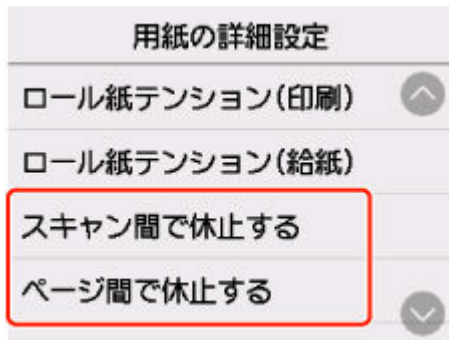 用紙の詳細設定
ロール紙テンション(印刷)
ロール紙テンション(給紙)
スキャン間で休止する
ページ間で休止する